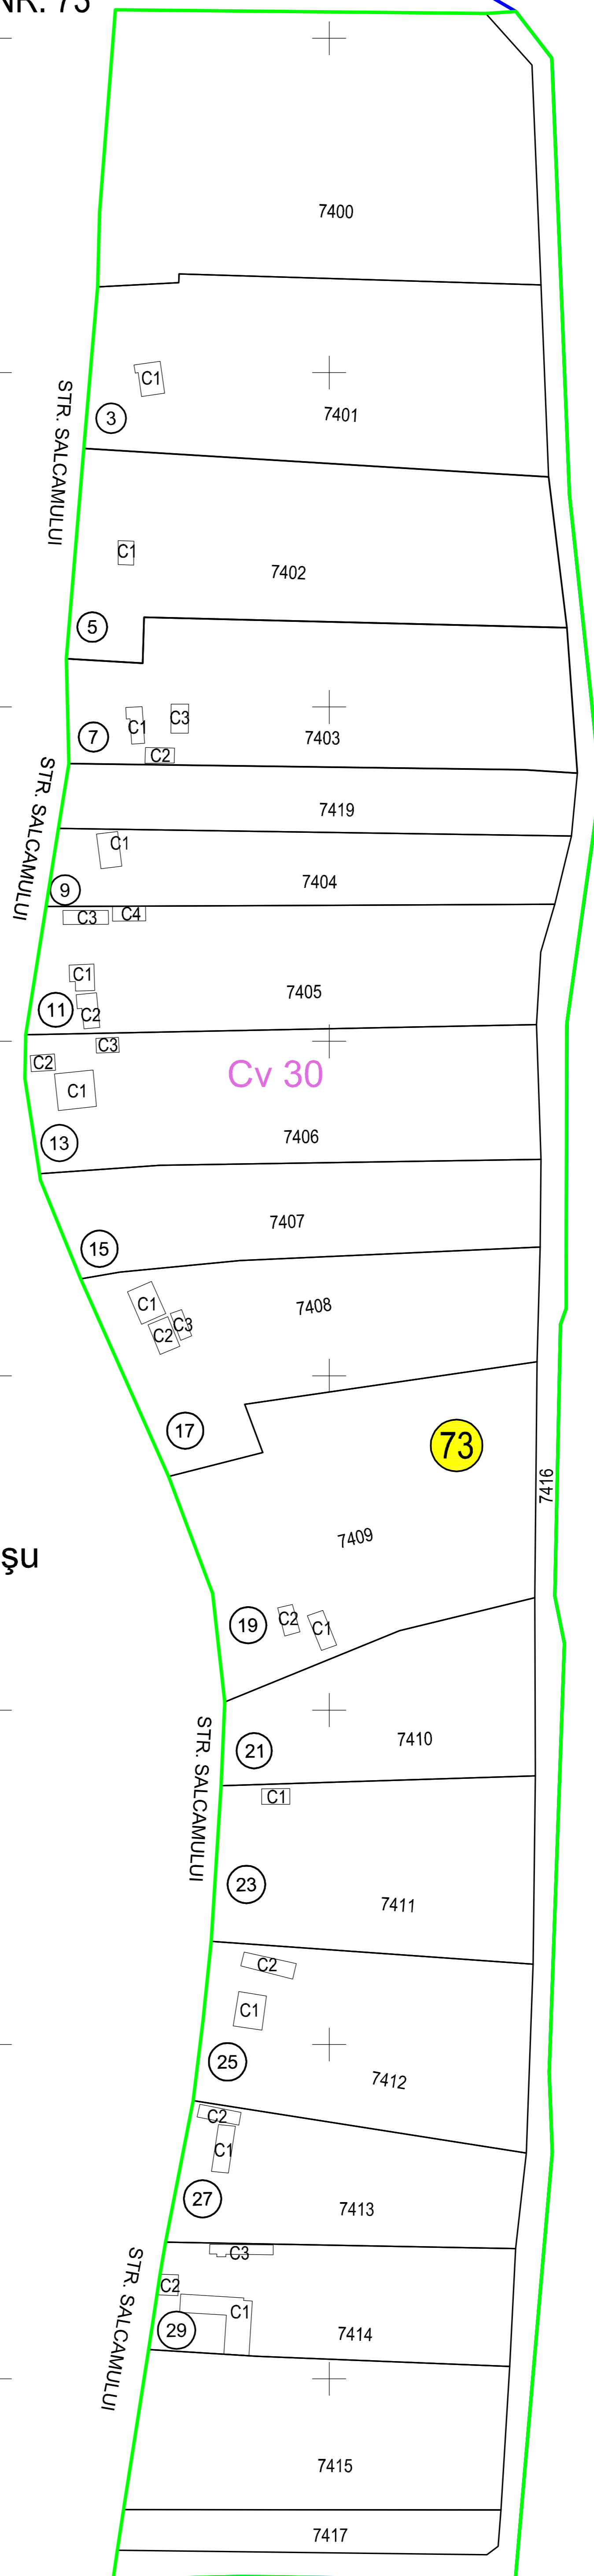 NR. 73
7400
STR. SALCAMULUI
C1
3
7401
C1
7402
5
C1
C3
7
C2
7403
STR. SALCAMULUI
7419
C1
9
7404
C3
C4
C1
11
C2
7405
C2
C3
C1
Cv 30
13
7406
15
7407
C1
C2
C3
7408
17
73
7416
7409
şu
19
C2
C1
STR. SALCAMULUI
21
7410
C1
23
7411
C2
C1
25
7412
C2
C1
27
7413
STR. SALCAMULUI
C3
C2
C1
29
7414
7415
7417